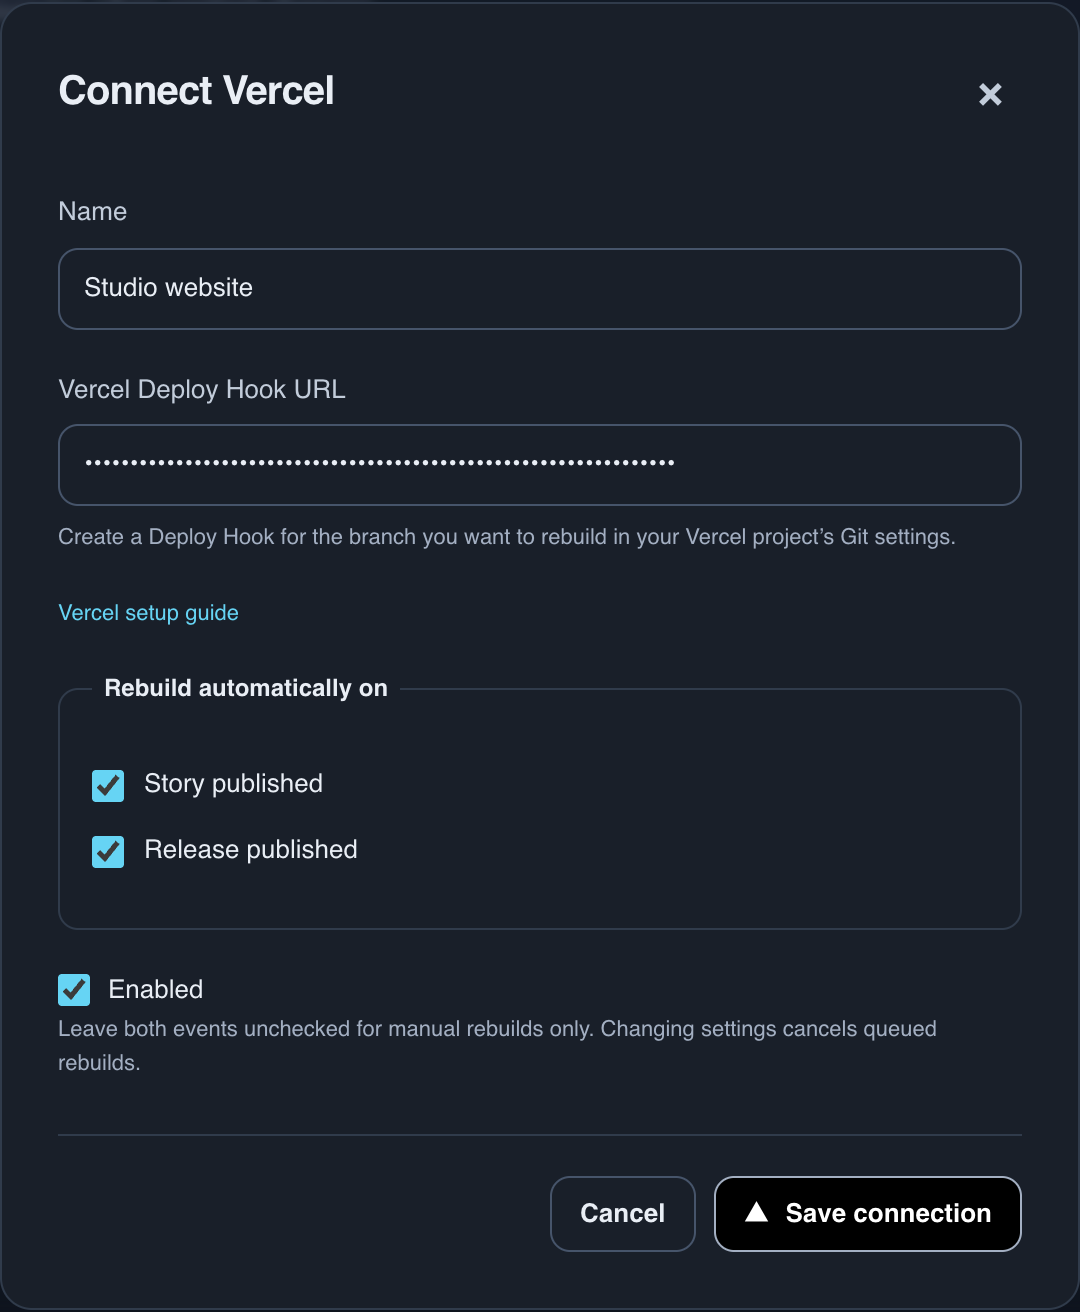 Connect Vercel
Name
Studio website
Vercel Deploy Hook URL
•••••••••••••••••••••••••••••••••••••••••••••••••••••••••••••••••
Create a Deploy Hook for the branch you want to rebuild in your Vercel project’s Git settings.
Vercel setup guide
Rebuild automatically on
Story published
Release published
Enabled
Leave both events unchecked for manual rebuilds only. Changing settings cancels queued
rebuilds.
Cancel
Save connection